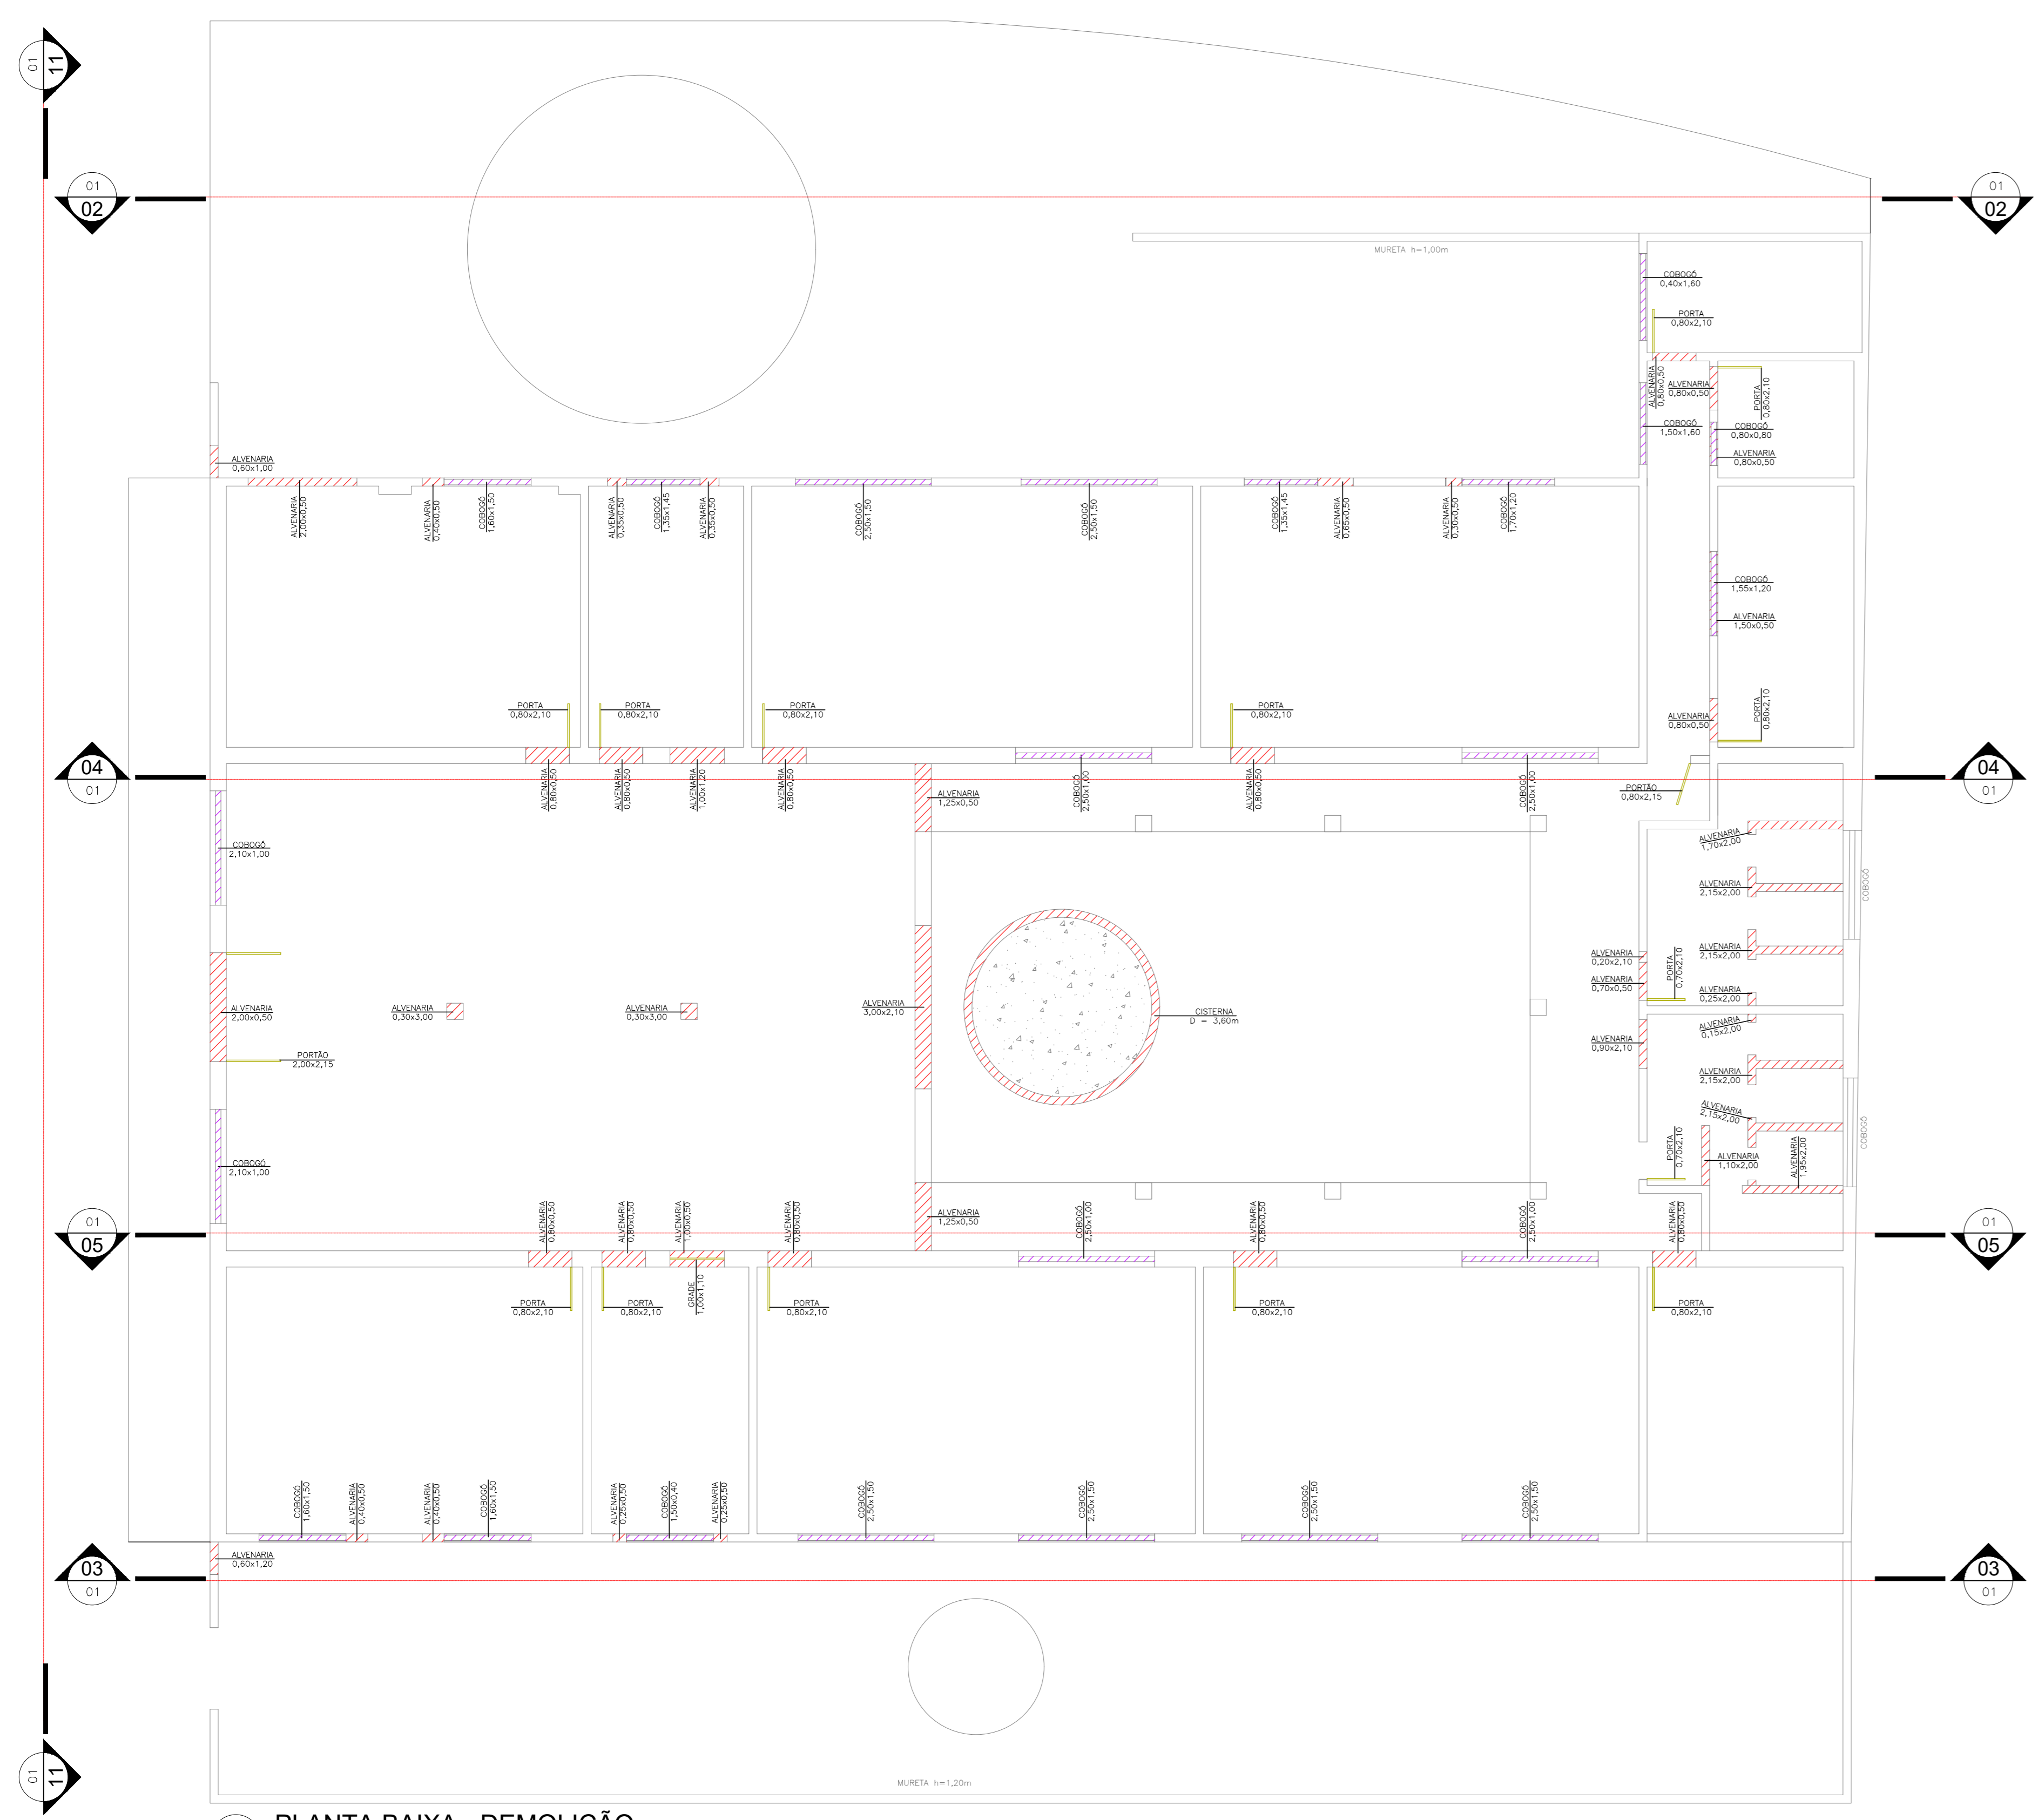 01
11
01
02
01
02
MURETA h=1,00m
COBOGÓ
0,40x1,60
PORTA
0,80x2,10
ALVENARIA
0,80x0,50
ALVENARIA
0,80x0,50
PORTA
0,80x2,10
COBOGÓ
1,50x1,60
COBOGÓ
0,80x0,80
ALVENARIA
0,80x0,50
ALVENARIA
0,60x1,00
ALVENARIA
2,00x0,50
ALVENARIA
0,40x0,50
COBOGÓ
1,60x1,50
ALVENARIA
0,35x0,50
COBOGÓ
1,35x1,45
ALVENARIA
0,35x0,50
COBOGÓ
2,50x1,50
COBOGÓ
2,50x1,50
COBOGÓ
1,35x1,45
ALVENARIA
0,65x0,50
ALVENARIA
0,30x0,50
COBOGÓ
1,70x1,20
COBOGÓ
1,55x1,20
ALVENARIA
1,50x0,50
PORTA
0,80x2,10
PORTA
0,80x2,10
PORTA
0,80x2,10
PORTA
0,80x2,10
ALVENARIA
0,80x0,50
PORTA
0,80x2,10
04
01
ALVENARIA
0,80x0,50
ALVENARIA
0,80x0,50
ALVENARIA
1,00x1,20
ALVENARIA
0,80x0,50
ALVENARIA
1,25x0,50
COBOGÓ
2,50x1,00
ALVENARIA
0,80x0,50
COBOGÓ
2,50x1,00
PORTÃO
0,80x2,15
04
01
COBOGÓ
2,10x1,00
ALVENARIA
1,70x2,00
ALVENARIA
2,15x2,00
COBOGÓ
ALVENARIA
2,15x2,00
ALVENARIA
0,20x2,10
ALVENARIA
0,70x0,50
PORTA
0,70x2,10
ALVENARIA
0,25x2,00
ALVENARIA
2,00x0,50
ALVENARIA
0,30x3,00
ALVENARIA
0,30x3,00
ALVENARIA
3,00x2,10
CISTERNA
D = 3,60m
ALVENARIA
0,15x2,00
ALVENARIA
0,90x2,10
PORTÃO
2,00x2,15
ALVENARIA
2,15x2,00
ALVENARIA
2,15x2,00
COBOGÓ
PORTA
0,70x2,10
ALVENARIA
1,10x2,00
ALVENARIA
1,95x2,00
COBOGÓ
2,10x1,00
01
05
ALVENARIA
0,80x0,50
ALVENARIA
0,80x0,50
ALVENARIA
1,00x0,50
ALVENARIA
0,80x0,50
ALVENARIA
1,25x0,50
COBOGÓ
2,50x1,00
ALVENARIA
0,80x0,50
COBOGÓ
2,50x1,00
ALVENARIA
0,80x0,50
01
05
PORTA
0,80x2,10
PORTA
0,80x2,10
GRADE
1,00x1,10
PORTA
0,80x2,10
PORTA
0,80x2,10
PORTA
0,80x2,10
COBOGÓ
1,60x1,50
ALVENARIA
0,40x0,50
ALVENARIA
0,40x0,50
COBOGÓ
1,60x1,50
ALVENARIA
0,25x0,50
COBOGÓ
1,50x0,40
ALVENARIA
0,25x0,50
COBOGÓ
2,50x1,50
COBOGÓ
2,50x1,50
COBOGÓ
2,50x1,50
COBOGÓ
2,50x1,50
ALVENARIA
0,60x1,20
03
01
03
01
01
11
MURETA h=1,20m
PLANTA BAIXA - DEMOLIÇÃO